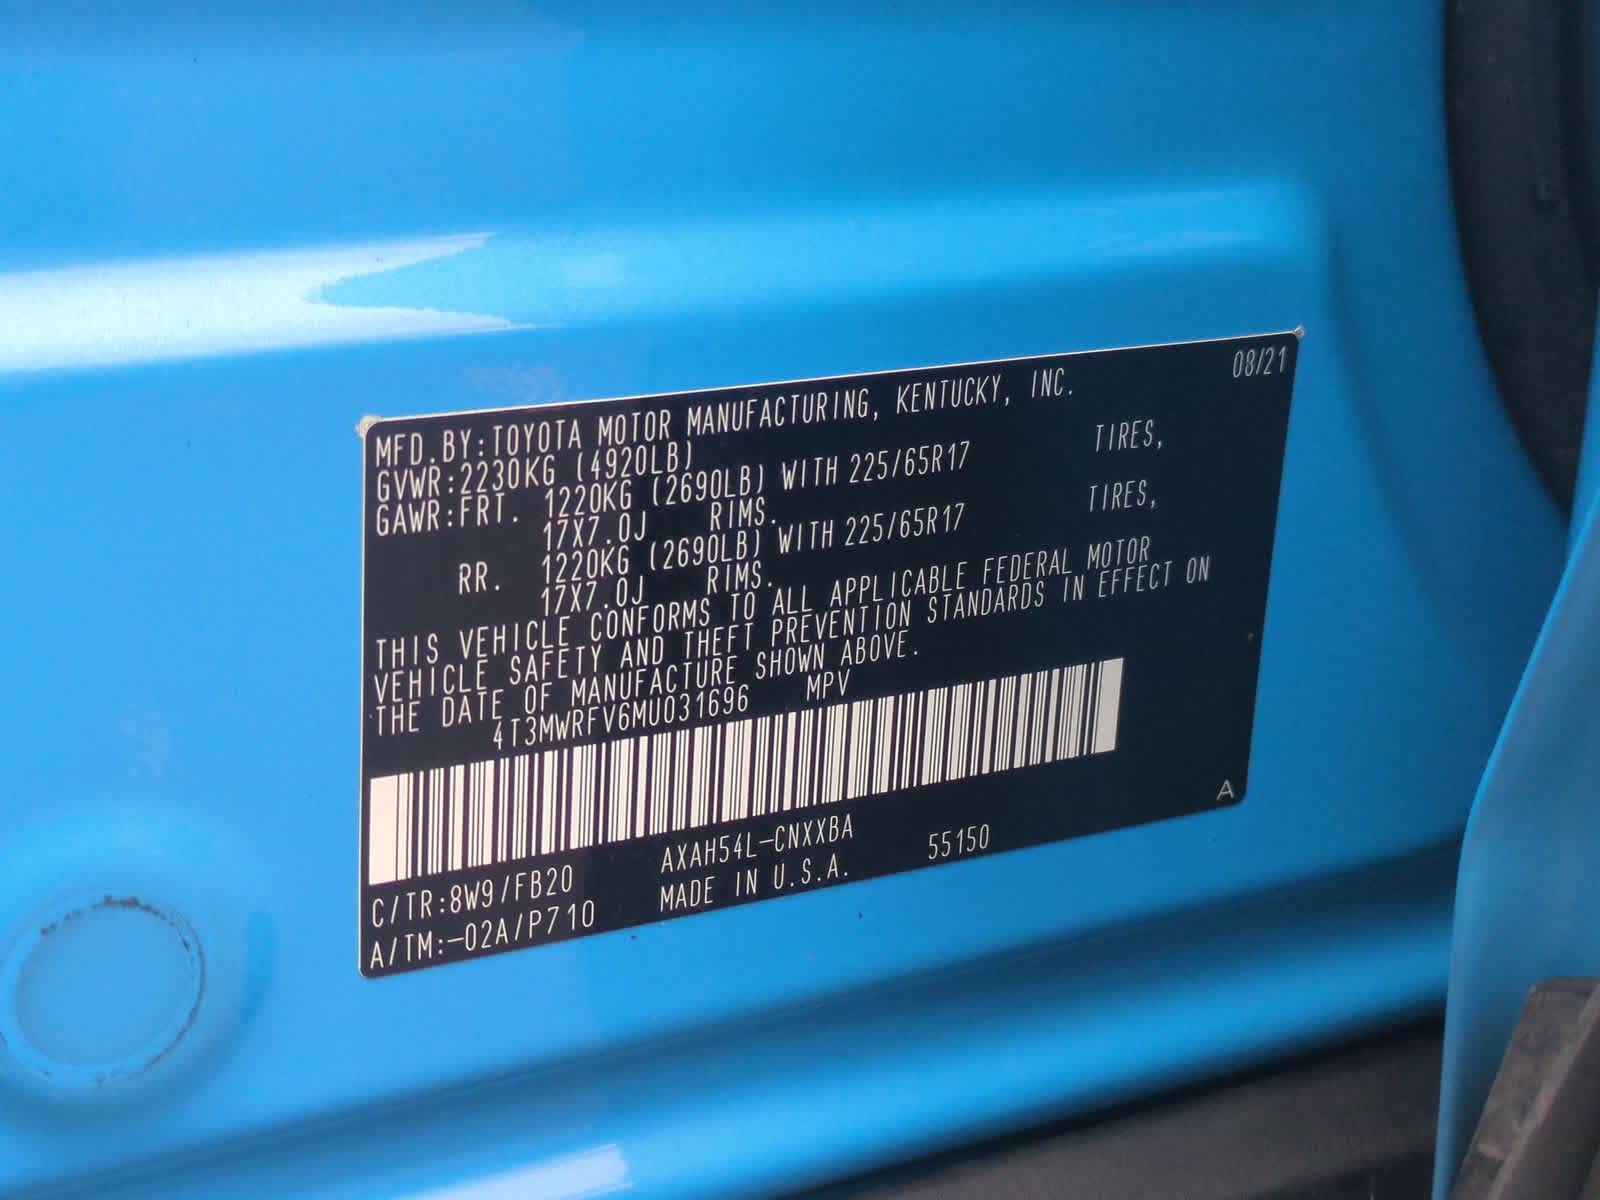 08/21
MFD.BY:TOYOTA MOTOR MANUFACTURING, KENTUCKY, INC.
GVWR:2230KG (4920LB)
GAWR:FRT. 1220KG (2690LB) WITH 225/65R17 TIRES,
17X7.0J RIMS.
RR. 1220KG (2690LB) WITH 225/65R17 TIRES,
17X7.0J RIMS.
THIS VEHICLE CONFORMS TO ALL APPLICABLE FEDERAL MOTOR
VEHICLE SAFETY AND THEFT PREVENTION STANDARDS IN EFFECT ON
THE DATE OF MANUFACTURE SHOWN ABOVE.
4T3MWRFV6MU031696 MPV
A
C/TR:8W9/FB20 AXAH54L-CNXXBA
A/TM:-02A/P710 MADE IN U.S.A. 55150